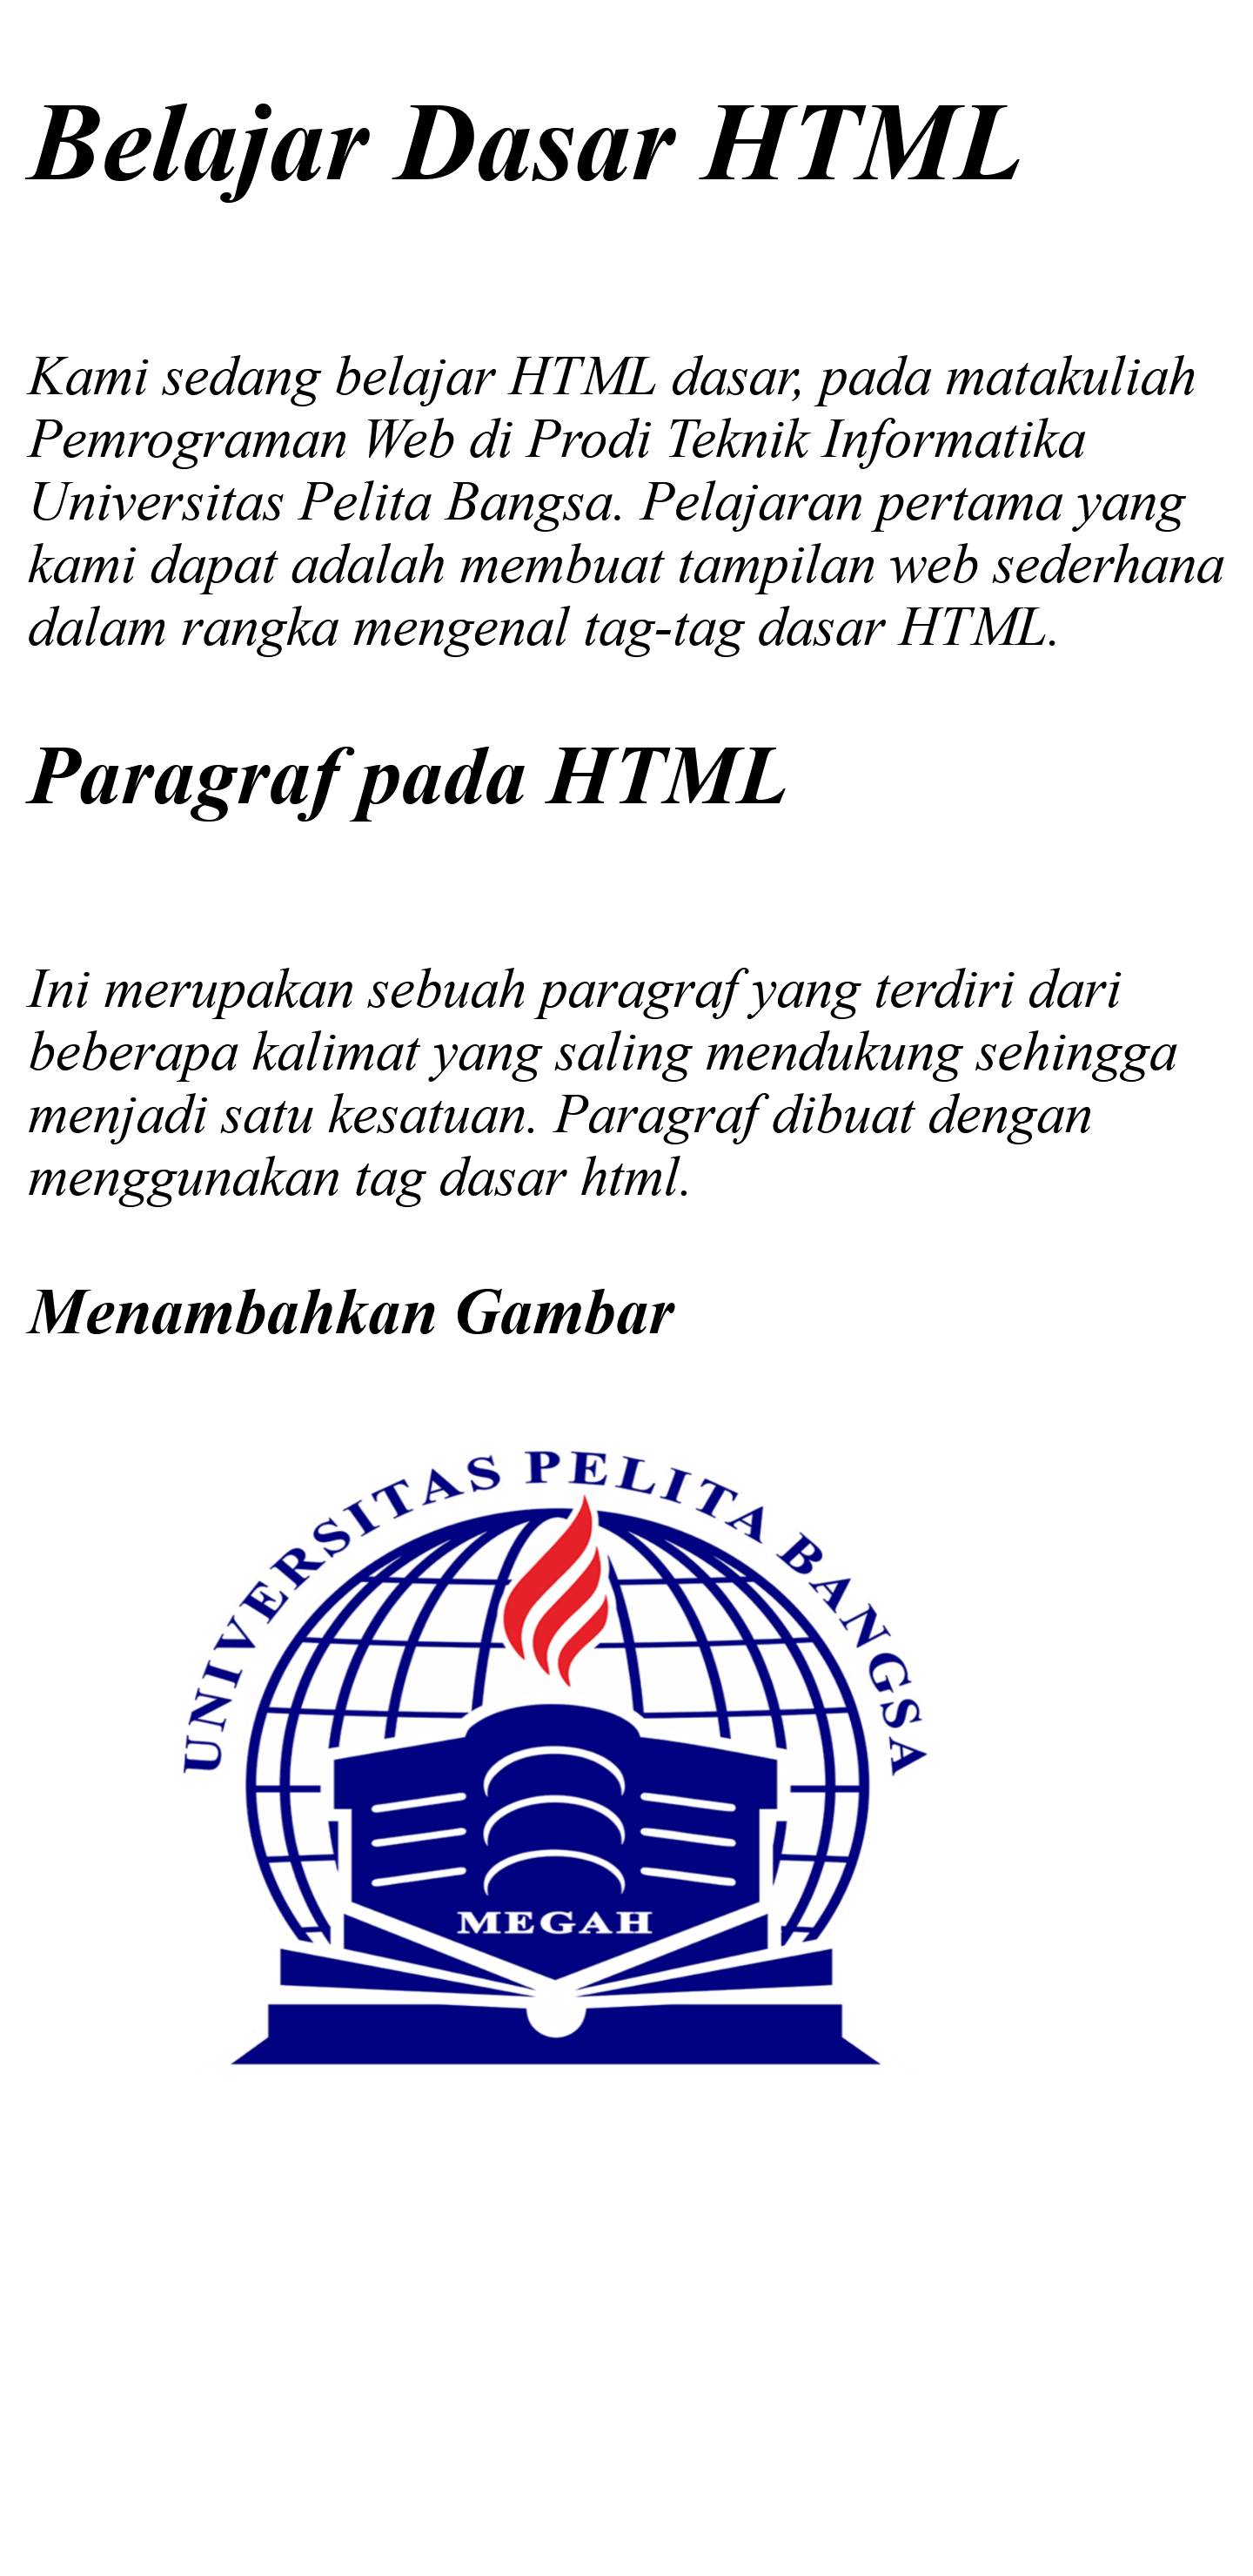 Belajar Dasar HTML
Kami sedang belajar HTML dasar, pada matakuliah
Pemrograman Web di Prodi Teknik Informatika
Universitas Pelita Bangsa. Pelajaran pertama yang
kami dapat adalah membuat tampilan web sederhana
dalam rangka mengenal tag-tag dasar HTML.
Paragraf pada HTML
Ini merupakan sebuah paragraf yang terdiri dari
beberapa kalimat yang saling mendukung sehingga
menjadi satu kesatuan. Paragraf dibuat dengan
menggunakan tag dasar html.
Menambahkan Gambar
UNIVERSITAS PELITA BANGSA
MEGAH